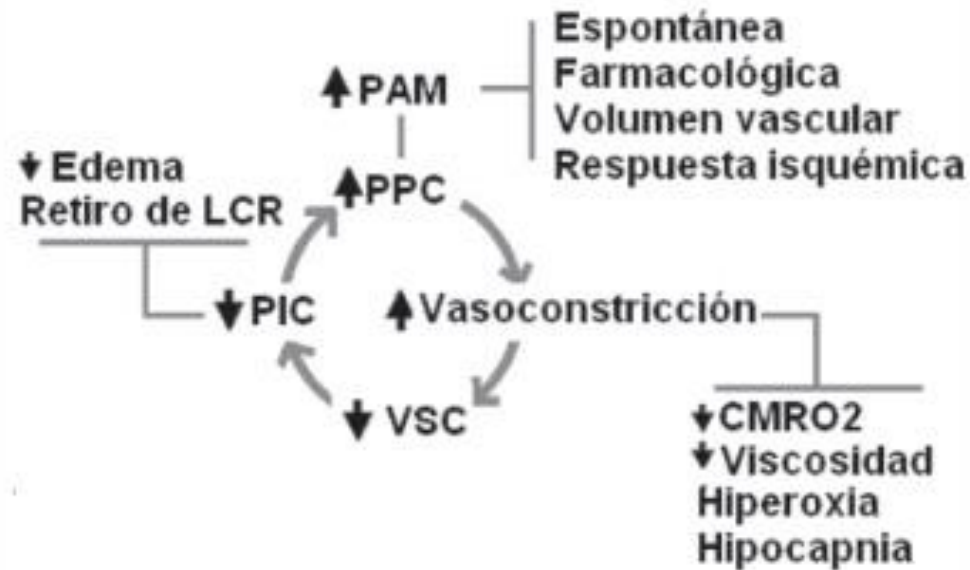 Espontánea
Farmacológica
Volumen vascular
Respuesta isquémica
PAM
Edema
Retiro de LCR
PPC
PIC
Vasoconstricción
VSC
CMRO2
Viscosidad
Hiperoxia
Hipocapnia